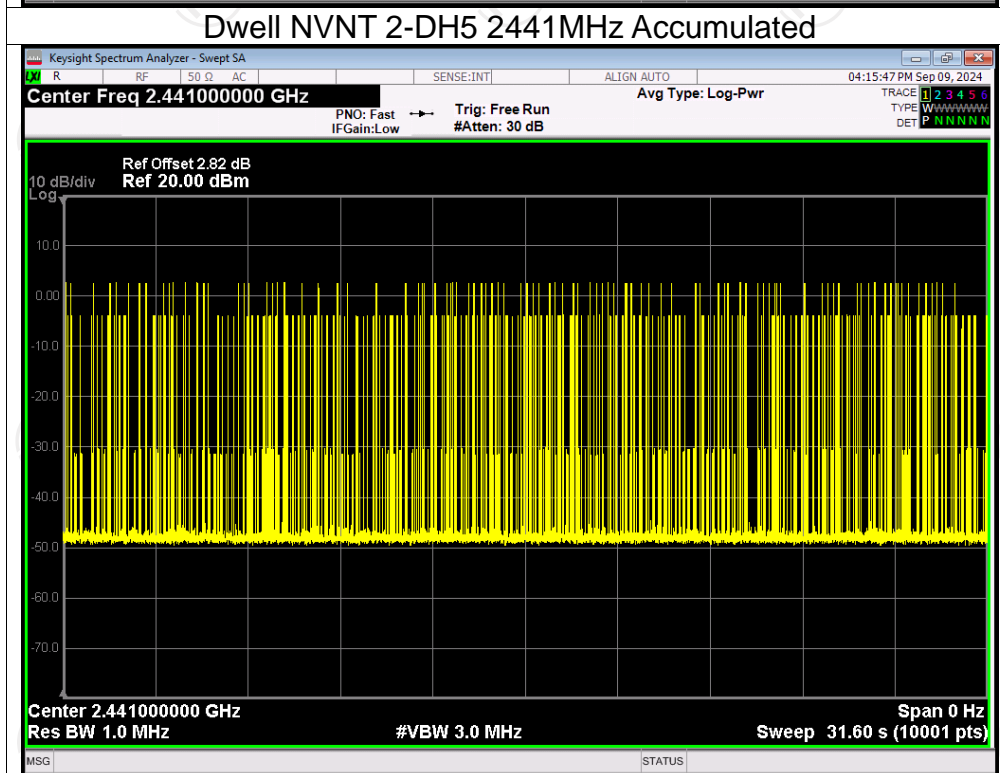 Dwell NVNT 2-DH5 2441MHz Accumulated
Keysight Spectrum Analyzer - Swept SA
LXI R RF 50 Ω AC SENSE:INT ALIGN AUTO 04:15:47 PM Sep 09, 2024
Center Freq 2.441000000 GHz Avg Type: Log-Pwr TRACE 1 2 3 4 5 6
PNO: Fast Trig: Free Run TYPE WWWWWW
IFGain:Low #Atten: 30 dB DET P N N N N N
Ref Offset 2.82 dB
10 dB/div Ref 20.00 dBm
Log
10.0
0.00
-10.0
-20.0
-30.0
-40.0
-50.0
-60.0
-70.0
Center 2.441000000 GHz Span 0 Hz
Res BW 1.0 MHz #VBW 3.0 MHz Sweep 31.60 s (10001 pts)
MSG STATUS